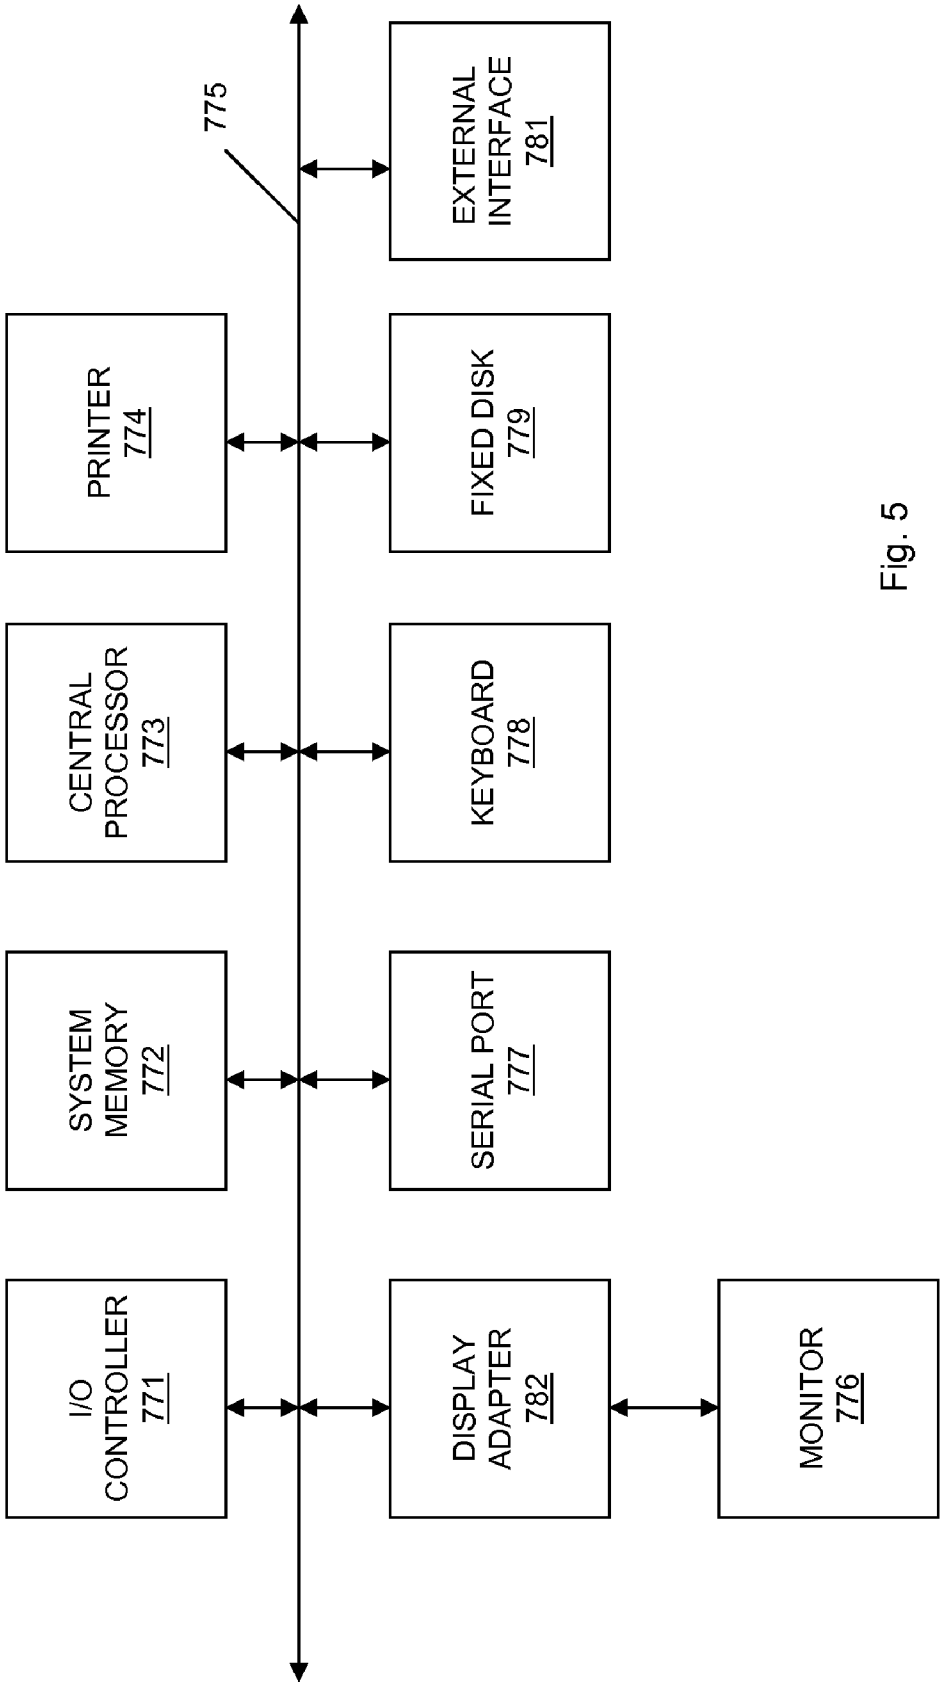 I/O
CONTROLLER
771
SYSTEM
MEMORY
772
CENTRAL
PROCESSOR
773
PRINTER
774
775
DISPLAY
ADAPTER
782
SERIAL PORT
777
KEYBOARD
778
FIXED DISK
779
EXTERNAL
INTERFACE
781
MONITOR
776
Fig. 5